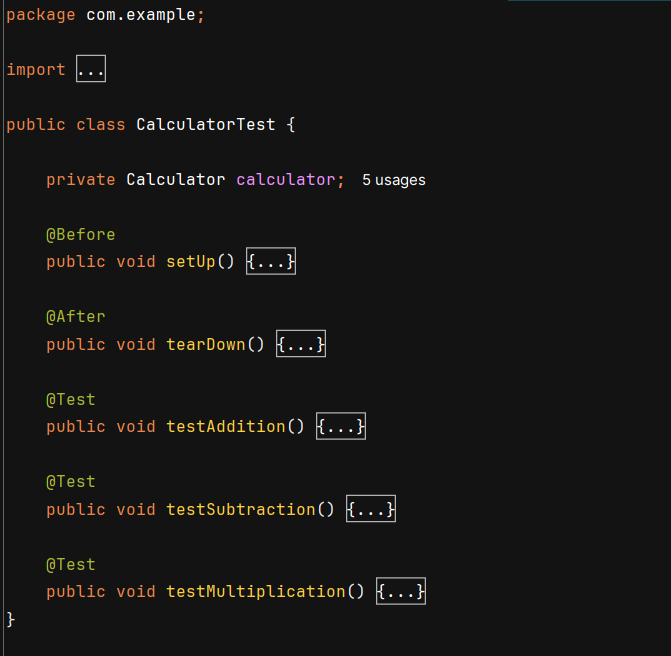 package com.example;
import ...
public class CalculatorTest {
private Calculator calculator; 5 usages
@Before
public void setUp() {...}
@After
public void tearDown() {...}
@Test
public void testAddition() {...}
@Test
public void testSubtraction() {...}
@Test
public void testMultiplication() {...}
}